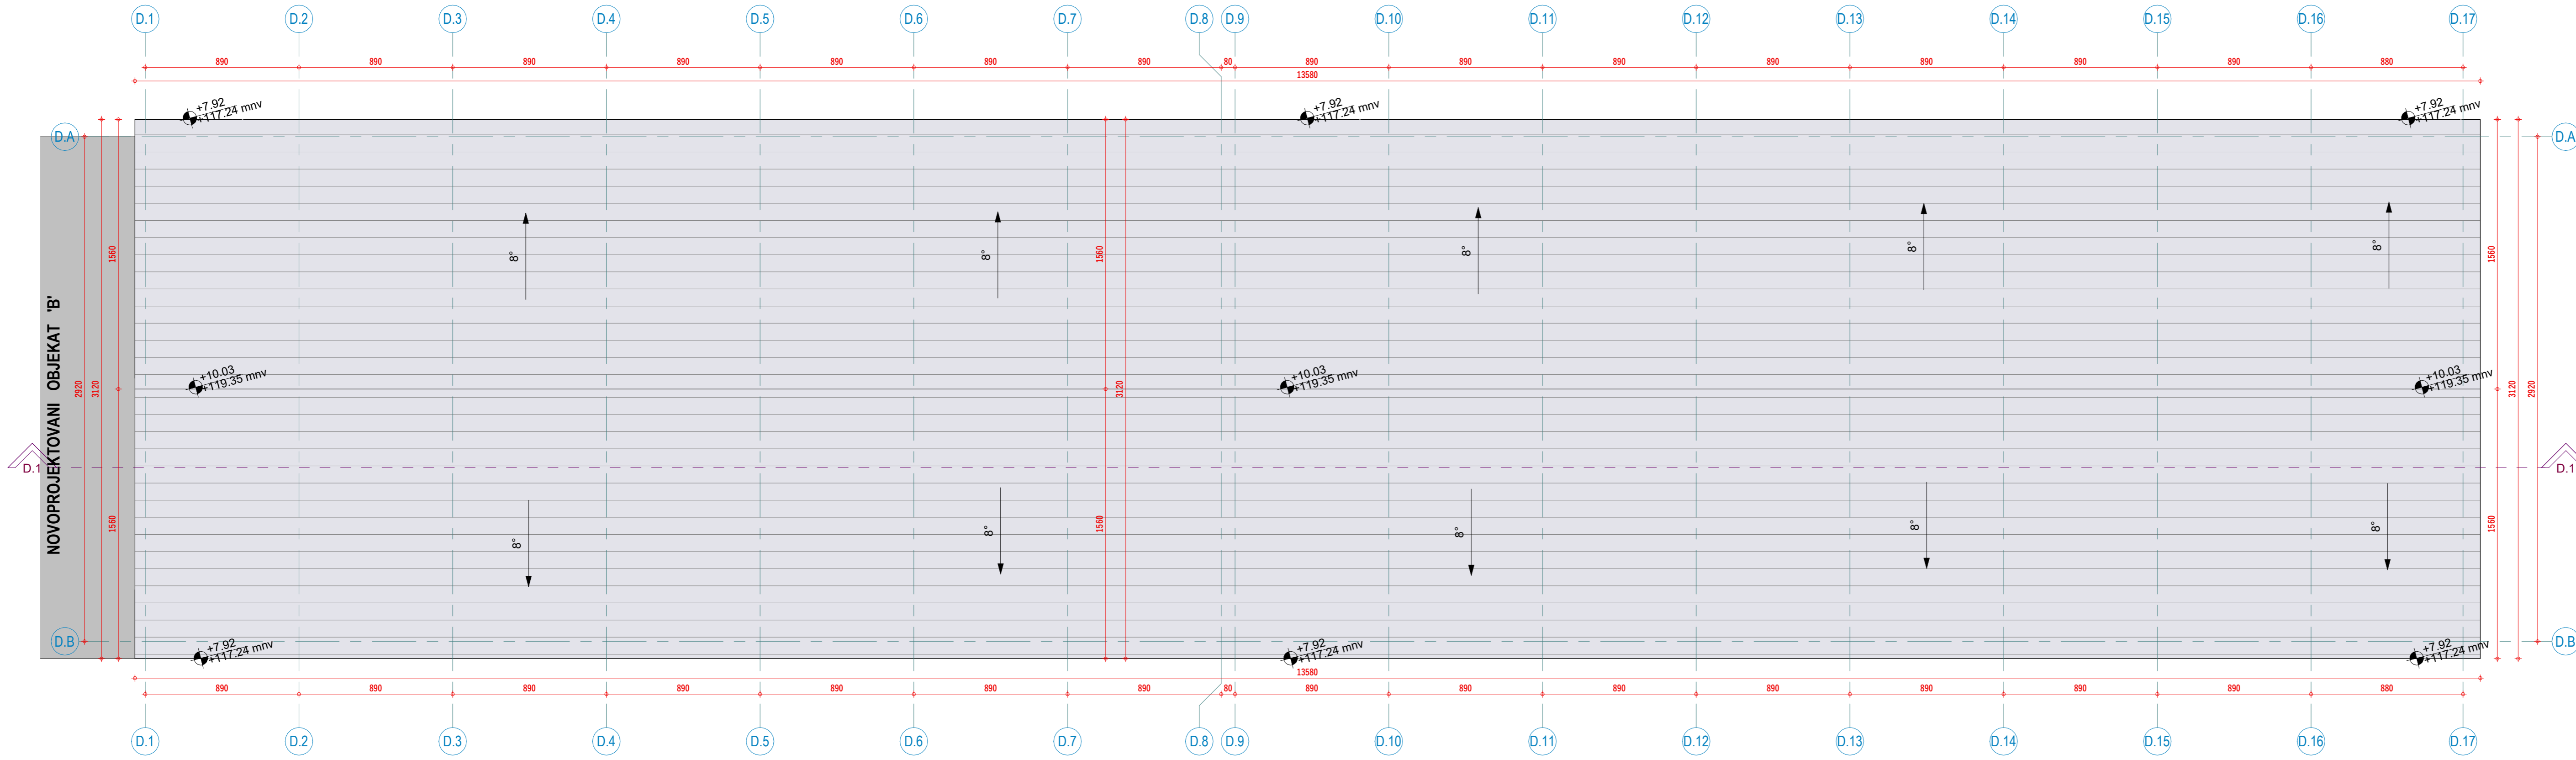 D.1 D.2 D.3 D.4 D.5 D.6 D.7 D.8 D.9 D.10 D.11 D.12 D.13 D.14 D.15 D.16 D.17
890 890 890 890 890 890 890 80 890 890 890 890 890 890 890 880
13580
+7.92
+117.24 mnv
+7.92
+117.24 mnv
+7.92
+117.24 mnv
D.A
D.A
1560
1560
1560
8°
8°
8°
8°
8°
NOVOPROJEKTOVANI OBJEKAT 'B'
2920
3120
3120
3120
2920
+10.03
+119.35 mnv
+10.03
+119.35 mnv
+10.03
+119.35 mnv
D.1
D.1
1560
1560
1560
8°
8°
8°
8°
8°
D.B
D.B
+7.92
+117.24 mnv
+7.92
+117.24 mnv
+7.92
+117.24 mnv
13580
890 890 890 890 890 890 890 80 890 890 890 890 890 890 890 880
D.1 D.2 D.3 D.4 D.5 D.6 D.7 D.8 D.9 D.10 D.11 D.12 D.13 D.14 D.15 D.16 D.17